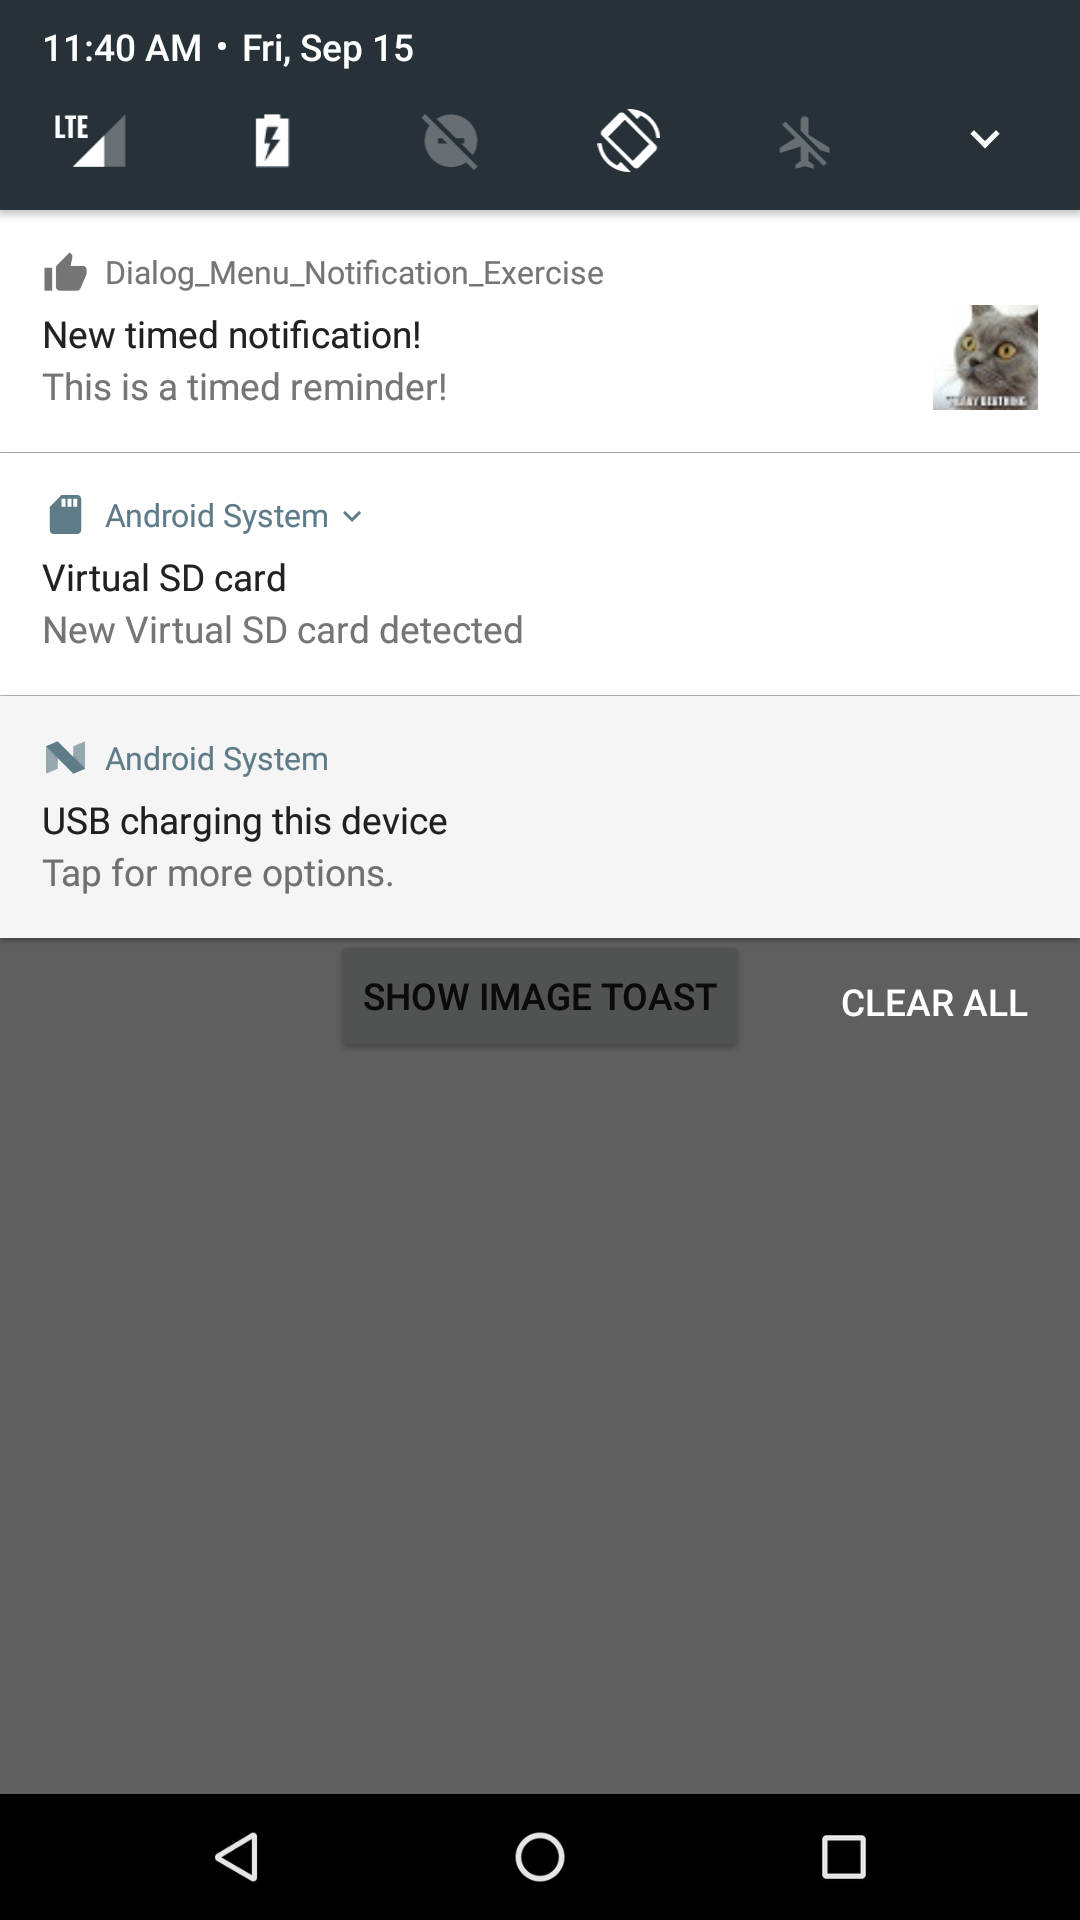 11:40 AM • Fri, Sep 15
LTE
Dialog_Menu_Notification_Exercise
New timed notification!
This is a timed reminder!
Android System
Virtual SD card
New Virtual SD card detected
Android System
USB charging this device
Tap for more options.
SHOW IMAGE TOAST
CLEAR ALL